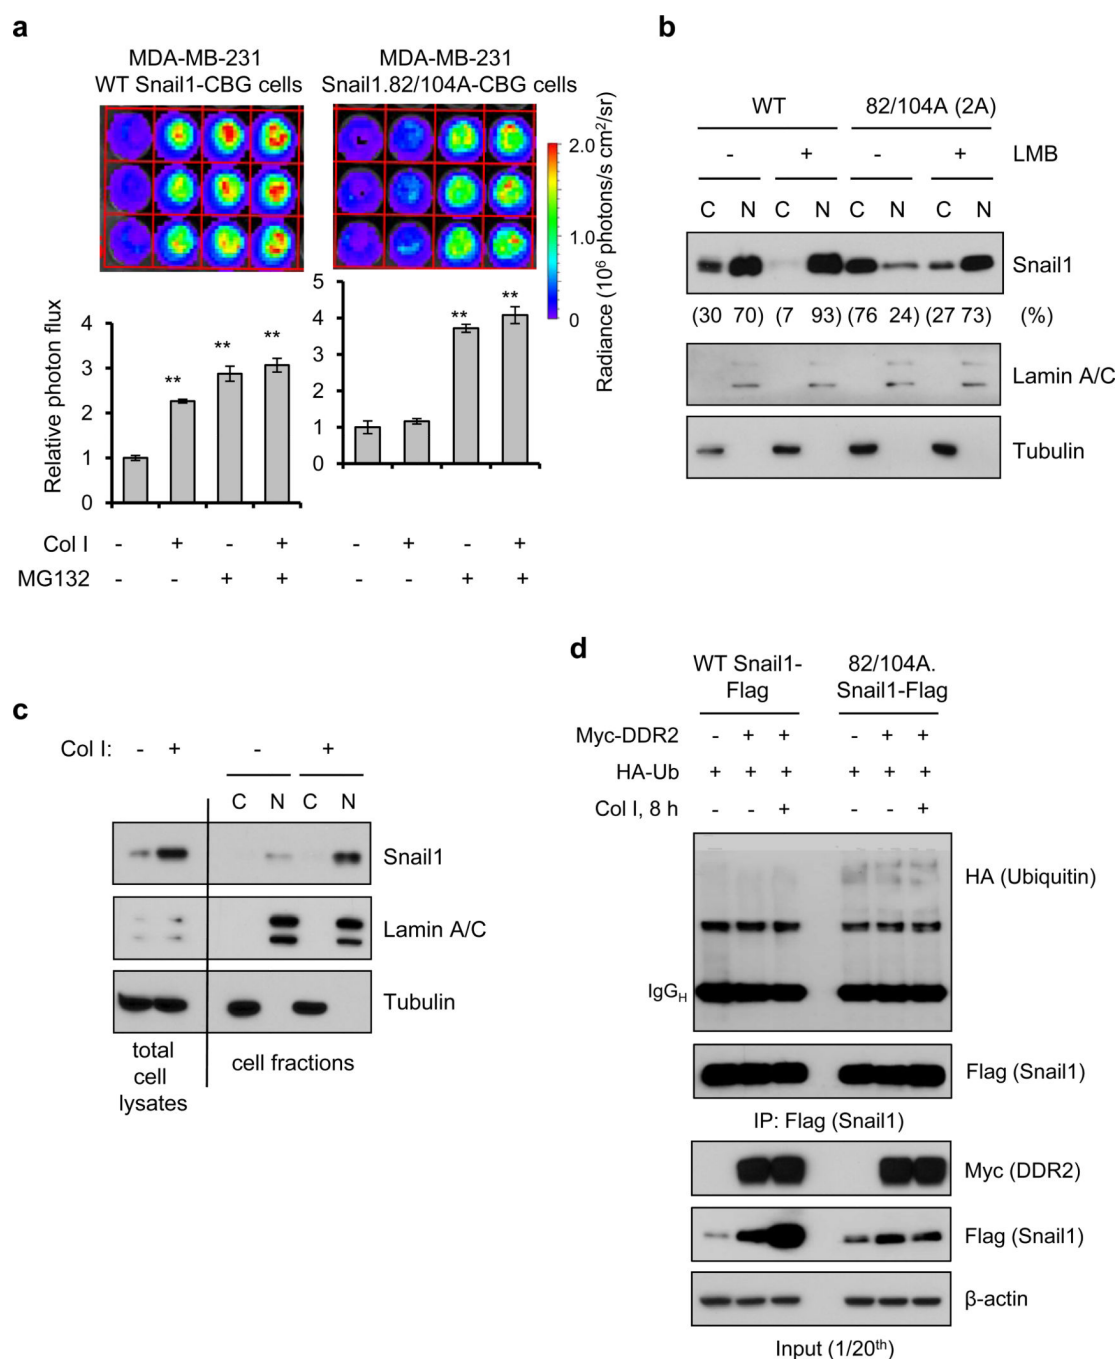 a
MDA-MB-231
WT Snail1-CBG cells
MDA-MB-231
Snail1.82/104A-CBG cells
2.0
1.0
0
Radiance (10⁶ photons/s cm²/sr)
Relative photon flux
4
3
2
1
0
**
**
**
5
4
3
2
1
0
**
**
Col I - + - + - + - +
MG132 - - + + - - + +
b
WT 82/104A (2A)
- + - + LMB
C N C N C N C N
Snail1
(30 70) (7 93) (76 24) (27 73) (%)
Lamin A/C
Tubulin
c
Col I: - + - +
C N C N
Snail1
Lamin A/C
Tubulin
total
cell
lysates
cell fractions
d
WT Snail1-
Flag
82/104A.
Snail1-Flag
Myc-DDR2 - + + - + +
HA-Ub + + + + + +
Col I, 8 h - - + - - +
HA (Ubiquitin)
IgGH
Flag (Snail1)
IP: Flag (Snail1)
Myc (DDR2)
Flag (Snail1)
β-actin
Input (1/20ᵗʰ)